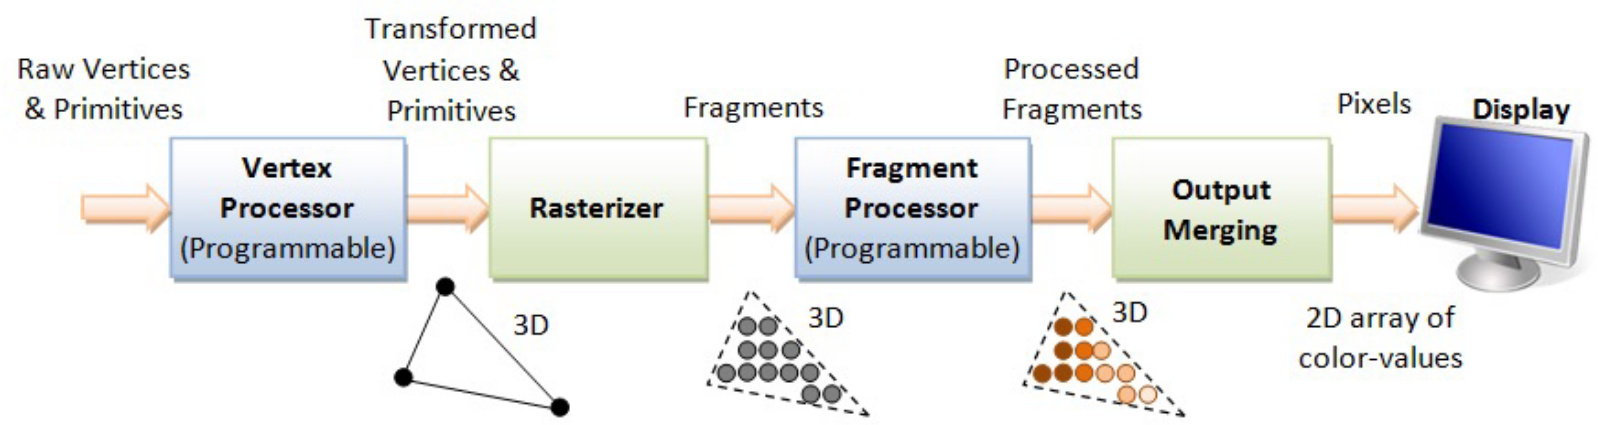 Raw Vertices
& Primitives
Transformed
Vertices &
Primitives
Fragments
Processed
Fragments
Pixels
Display
Vertex
Processor
(Programmable)
Rasterizer
Fragment
Processor
(Programmable)
Output
Merging
3D
3D
3D
2D array of
color-values